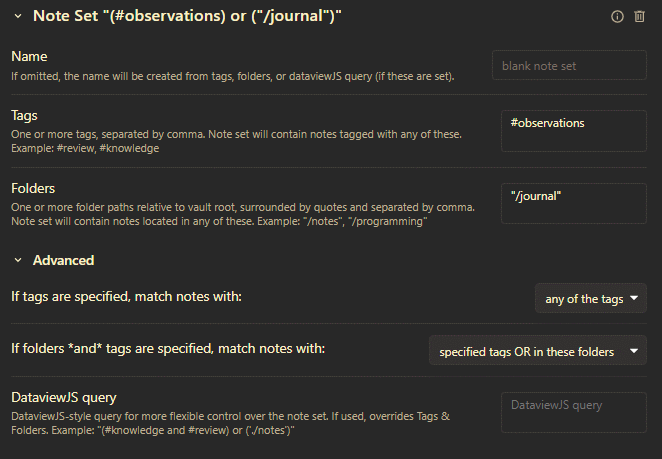 Note Set "(#observations) or ("/journal")"
Name
If omitted, the name will be created from tags, folders, or dataviewJS query (if these are set).
blank note set
Tags
One or more tags, separated by comma. Note set will contain notes tagged with any of these.
Example: #review, #knowledge
#observations
Folders
One or more folder paths relative to vault root, surrounded by quotes and separated by comma.
Note set will contain notes located in any of these. Example: "/notes", "/programming"
"/journal"
Advanced
If tags are specified, match notes with:
any of the tags
If folders *and* tags are specified, match notes with:
specified tags OR in these folders
DataviewJS query
DataviewJS-style query for more flexible control over the note set. If used, overrides Tags &
Folders. Example: "(#knowledge and #review) or ('./notes')"
DataviewJS query